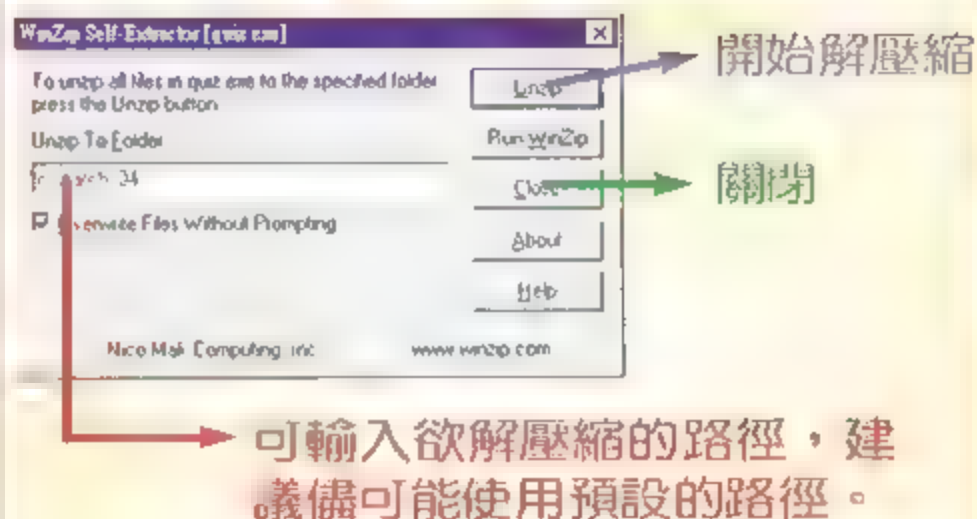 WinZip Self-Extractor [quiz.exe]
To unzip all files in quiz.exe to the specified folder
press the Unzip button
Unzip To Folder
Overwrite Files Without Prompting
Unzip
Run WinZip
Close
About
Help
Nico Mak Computing, Inc
www.winzip.com
開始解壓縮
關閉
可輸入欲解壓縮的路徑,建
議儘可能使用預設的路徑。